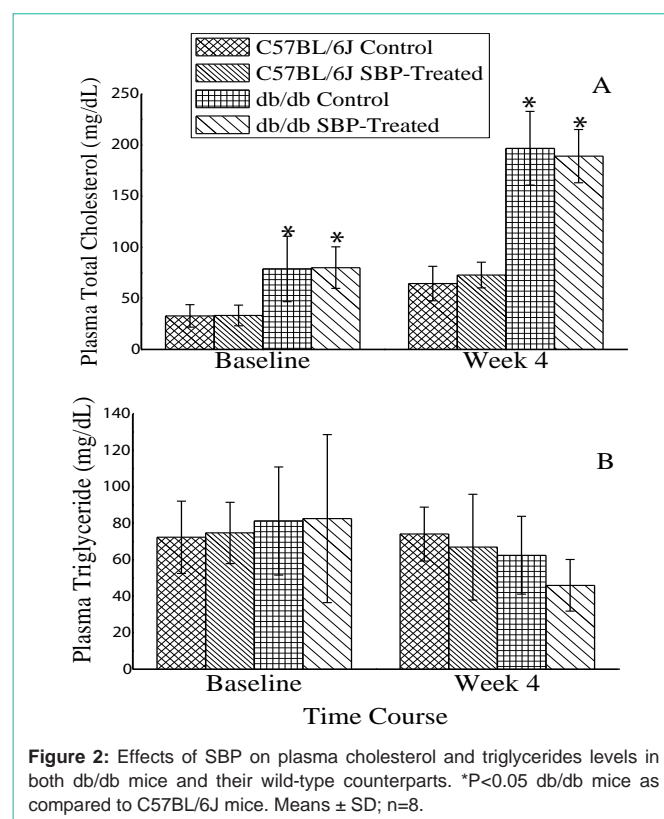 C57BL/6J Control
C57BL/6J SBP-Treated
db/db Control
db/db SBP-Treated
A
Plasma Total Cholesterol (mg/dL)
250
200
150
100
50
0
* * * *
Baseline Week 4
B
Plasma Triglyceride (mg/dL)
140
120
100
80
60
40
20
0
Baseline Week 4
Time Course
Figure 2: Effects of SBP on plasma cholesterol and triglycerides levels in
both db/db mice and their wild-type counterparts. *P<0.05 db/db mice as
compared to C57BL/6J mice. Means ± SD; n=8.